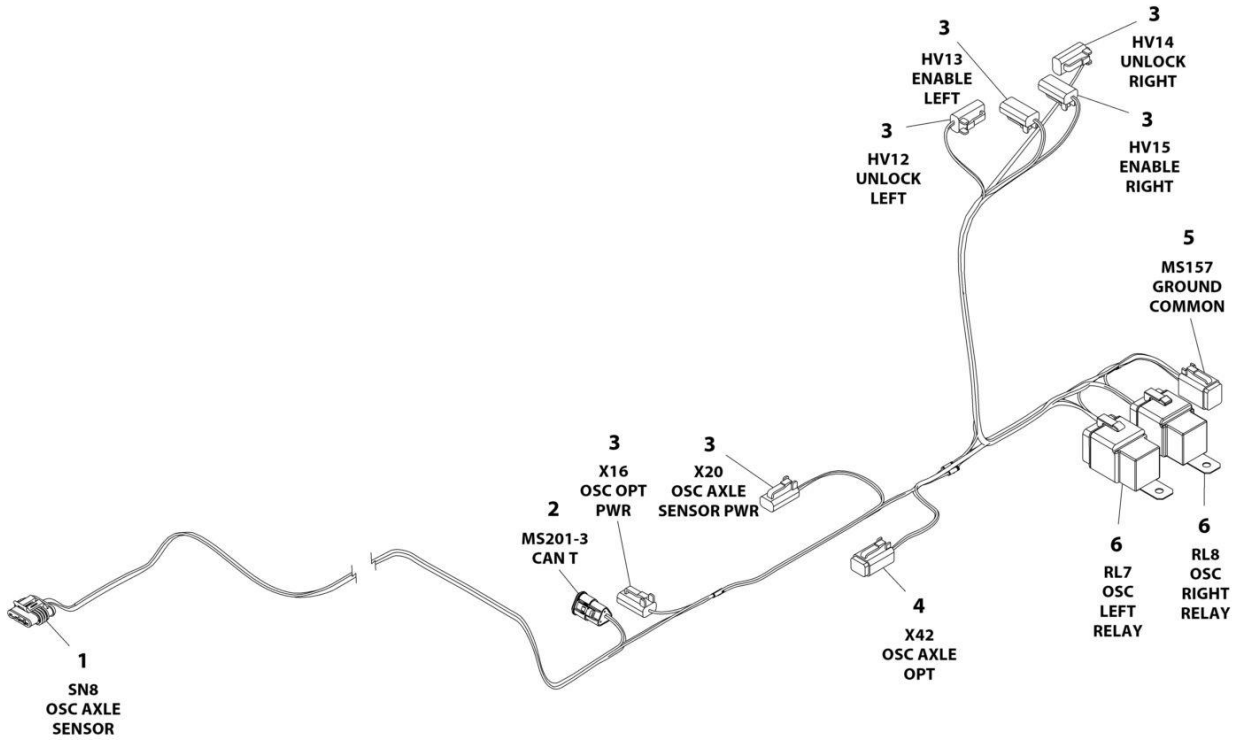 3
HV14
UNLOCK
RIGHT
3
HV13
ENABLE
LEFT
3
HV15
ENABLE
RIGHT
3
HV12
UNLOCK
LEFT
5
MS157
GROUND
COMMON
3
X16
OSC OPT
PWR
3
X20
OSC AXLE
SENSOR PWR
2
MS201-3
CAN T
6
RL7
OSC
LEFT
RELAY
6
RL8
OSC
RIGHT
RELAY
4
X42
OSC AXLE
OPT
1
SN8
OSC AXLE
SENSOR